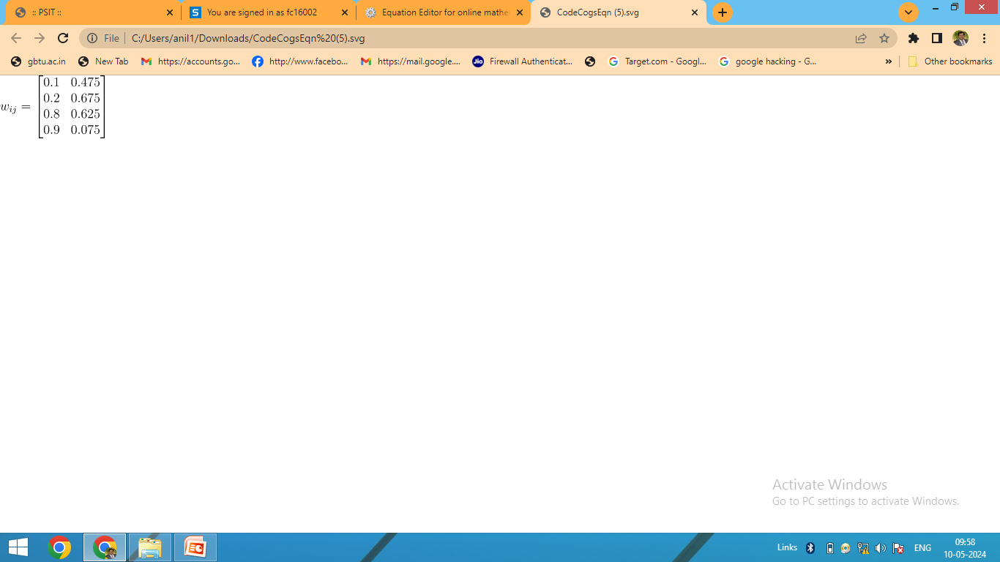 :: PSIT ::
You are signed in as fc16002
Equation Editor for online mathe
CodeCogsEqn (5).svg
File
C:/Users/anil1/Downloads/CodeCogsEqn%20(5).svg
gbtu.ac.in
New Tab
https://accounts.go...
http://www.facebo...
https://mail.google....
Jio
Firewall Authenticat...
Target.com - Googl...
google hacking - G...
»
Other bookmarks
0.1 0.475
0.2 0.675
w_{ij} =
0.8 0.625
0.9 0.075
Activate Windows
Go to PC settings to activate Windows.
Links
ENG
09:58
10-05-2024